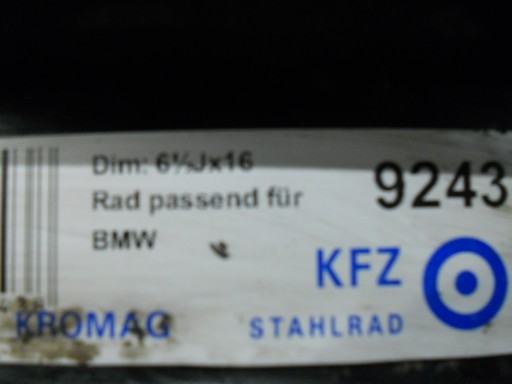 Dim: 6½Jx16
Rad passend für
BMW
9243
KFZ
KROMAG STAHLRAD